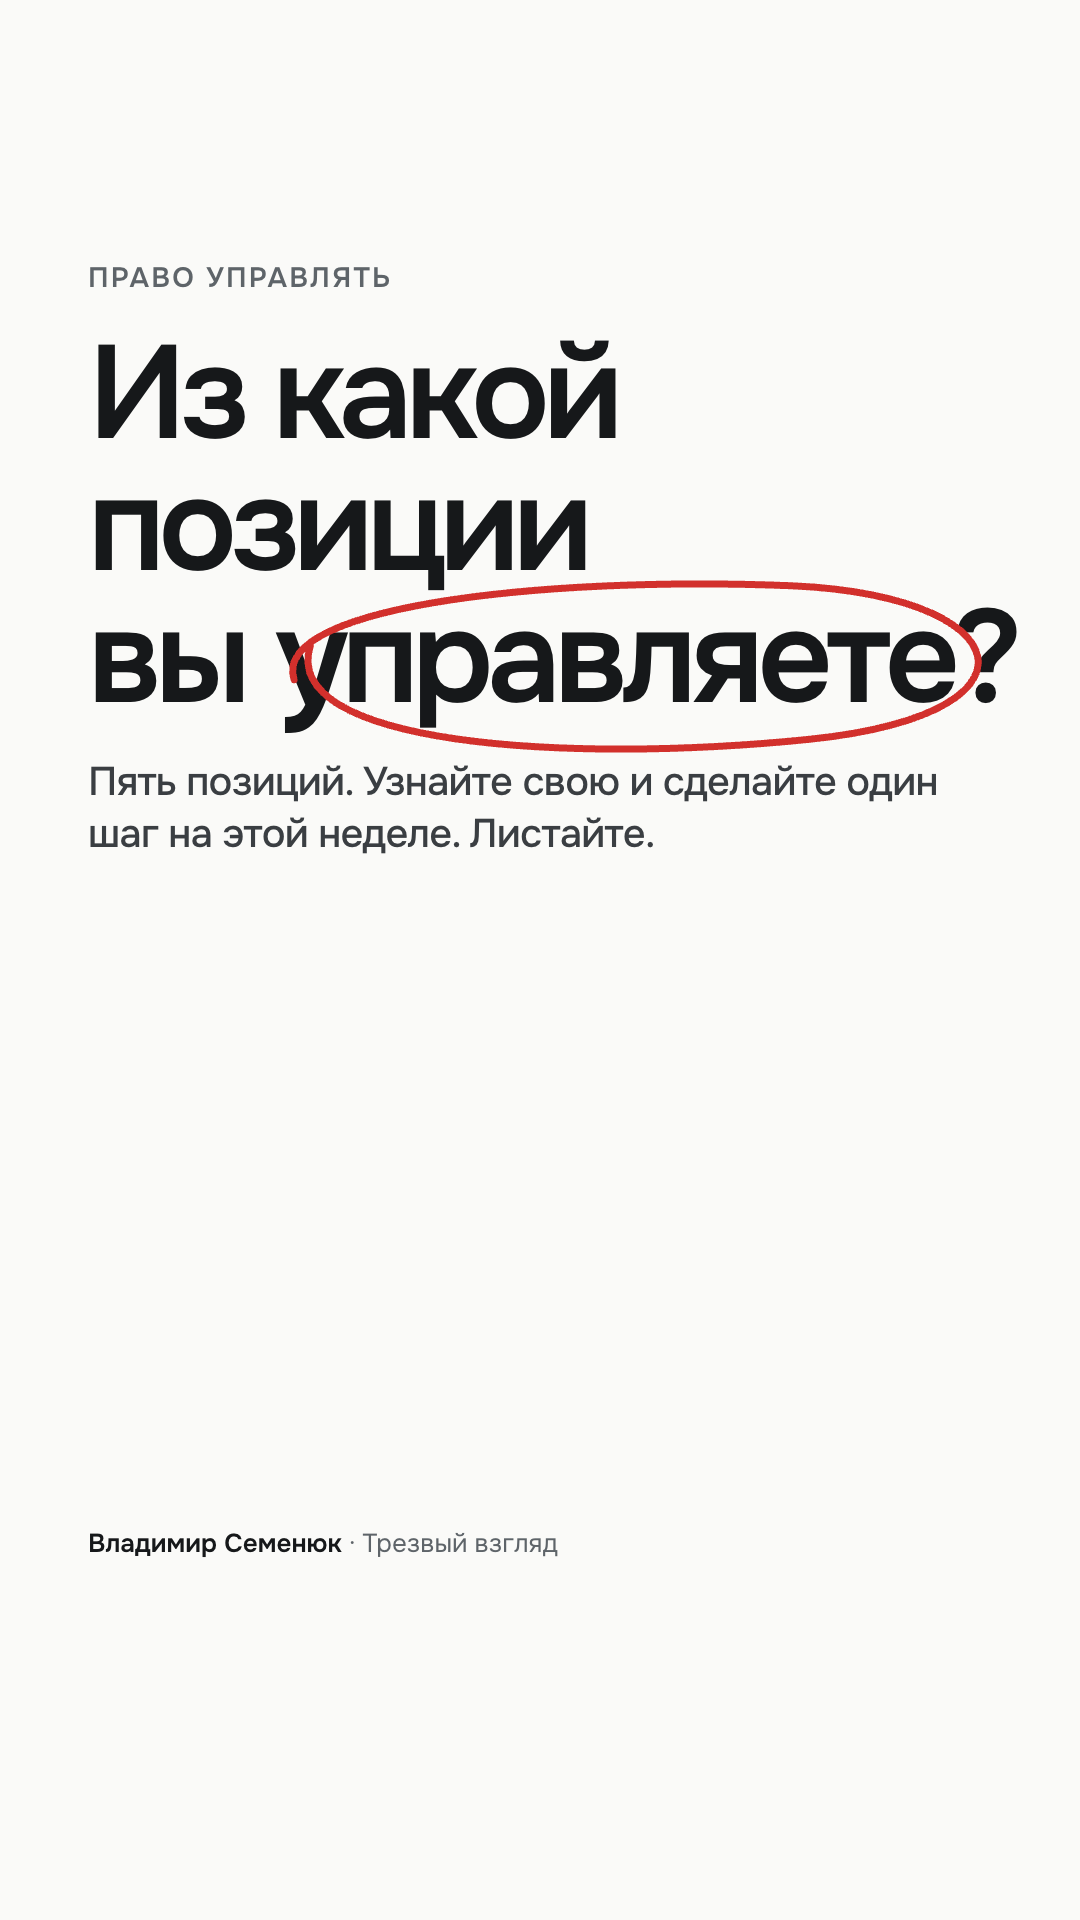 ПРАВО УПРАВЛЯТЬ
Из какой
позиции
вы управляете?
Пять позиций. Узнайте свою и сделайте один
шаг на этой неделе. Листайте.
Владимир Семенюк · Трезвый взгляд